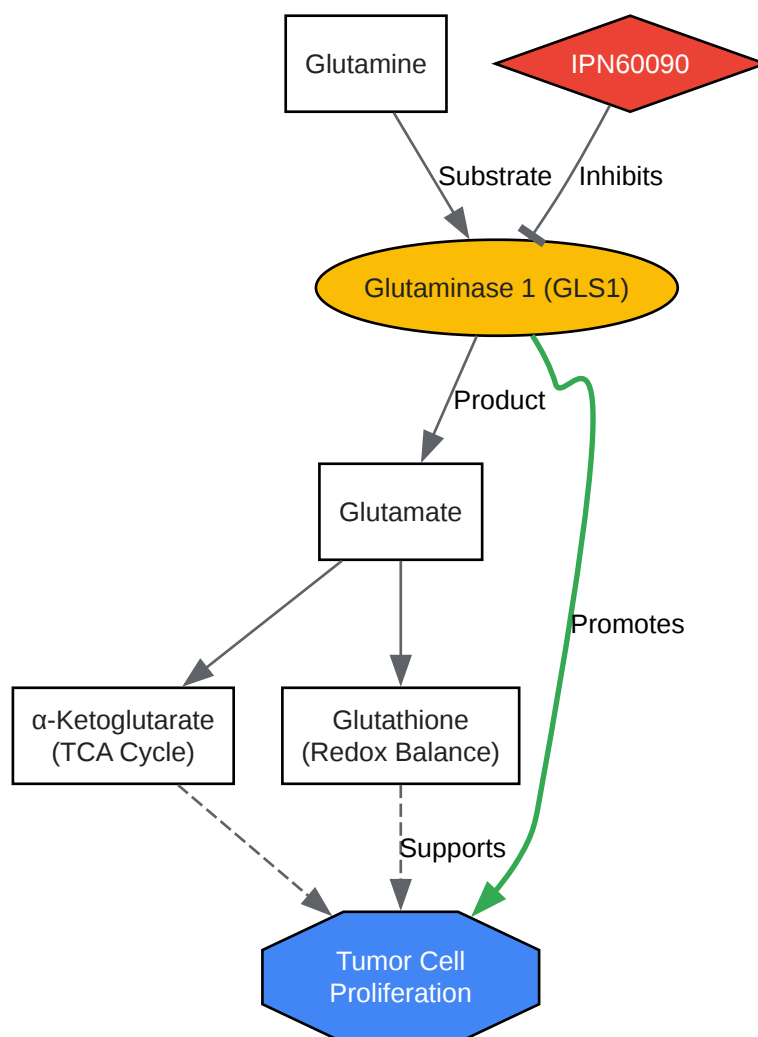 Glutamine
IPN60090
Substrate
Inhibits
Glutaminase 1 (GLS1)
Product
Glutamate
Promotes
α-Ketoglutarate
(TCA Cycle)
Glutathione
(Redox Balance)
Supports
Tumor Cell
Proliferation